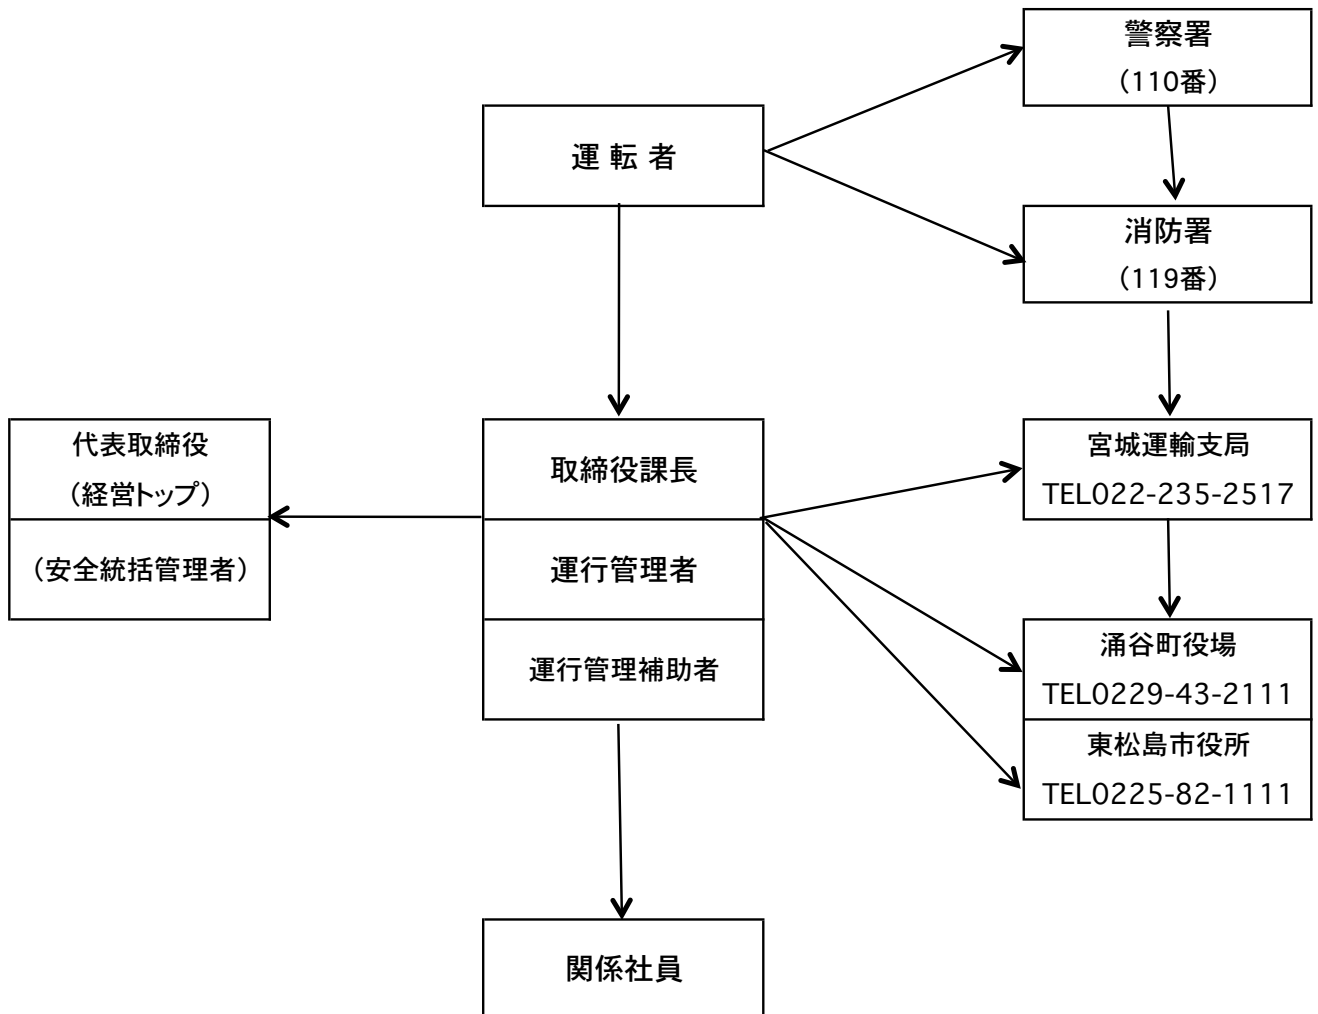 警察署
（110番）
運 転 者
消防署
（119番）
代表取締役
（経営トップ）
（安全統括管理者）
取締役課長
運行管理者
運行管理補助者
宮城運輸支局
TEL022-235-2517
涌谷町役場
TEL0229-43-2111
東松島市役所
TEL0225-82-1111
関係社員